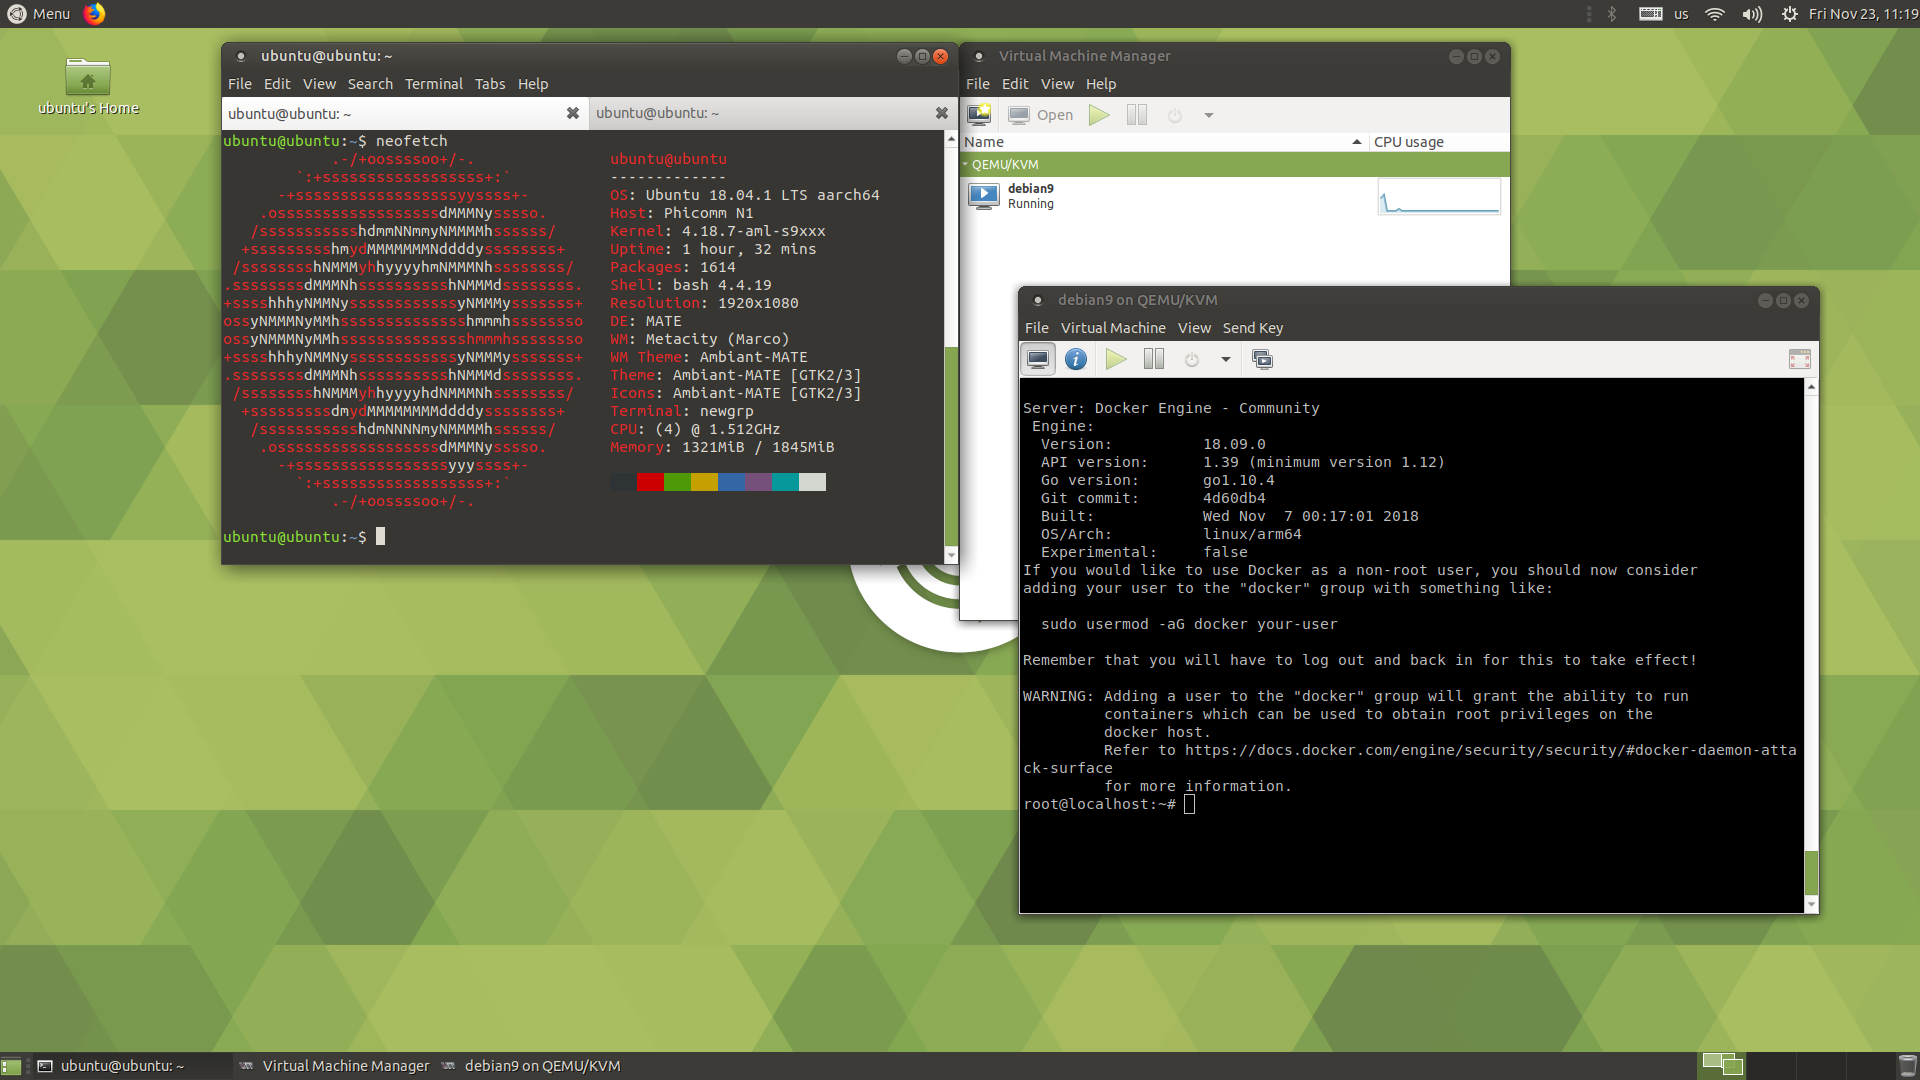 Menu
us
Fri Nov 23, 11:19
ubuntu's Home
ubuntu@ubuntu: ~
File Edit View Search Terminal Tabs Help
ubuntu@ubuntu: ~
ubuntu@ubuntu: ~
ubuntu@ubuntu:~$ neofetch
.-/+oossssoo+/-.
`:+ssssssssssssssssss+:`
-+ssssssssssssssssssyyssss+-
.ossssssssssssssssssdMMMNysssso.
/ssssssssssshdmmNNmmyNMMMMhssssss/
+ssssssssshmydMMMMMMMNddddyssssssss+
/sssssssshNMMMyhhyyyyhmNMMMNhssssssss/
.ssssssssdMMMNhsssssssssshNMMMdssssssss.
+sssshhhyNMMNyssssssssssssyNMMMysssssss+
ossyNMMMNyMMhsssssssssssssshmmmhssssssso
ossyNMMMNyMMhsssssssssssssshmmmhssssssso
+sssshhhyNMMNyssssssssssssyNMMMysssssss+
.ssssssssdMMMNhsssssssssshNMMMdssssssss.
/sssssssshNMMMyhhyyyyhdNMMMNhssssssss/
+sssssssssdmydMMMMMMMMddddyssssssss+
/ssssssssssshdmNNNNmyNMMMMhssssss/
.ossssssssssssssssssdMMMNysssso.
-+sssssssssssssssssyyyssss+-
`:+ssssssssssssssssss+:`
.-/+oossssoo+/-.
ubuntu@ubuntu
-------------
OS: Ubuntu 18.04.1 LTS aarch64
Host: Phicomm N1
Kernel: 4.18.7-aml-s9xxx
Uptime: 1 hour, 32 mins
Packages: 1614
Shell: bash 4.4.19
Resolution: 1920x1080
DE: MATE
WM: Metacity (Marco)
WM Theme: Ambiant-MATE
Theme: Ambiant-MATE [GTK2/3]
Icons: Ambiant-MATE [GTK2/3]
Terminal: newgrp
CPU: (4) @ 1.512GHz
Memory: 1321MiB / 1845MiB
ubuntu@ubuntu:~$
Virtual Machine Manager
File Edit View Help
Open
Name CPU usage
QEMU/KVM
debian9
Running
debian9 on QEMU/KVM
File Virtual Machine View Send Key
Server: Docker Engine - Community
Engine:
Version: 18.09.0
API version: 1.39 (minimum version 1.12)
Go version: go1.10.4
Git commit: 4d60db4
Built: Wed Nov  7 00:17:01 2018
OS/Arch: linux/arm64
Experimental: false
If you would like to use Docker as a non-root user, you should now consider
adding your user to the "docker" group with something like:
sudo usermod -aG docker your-user
Remember that you will have to log out and back in for this to take effect!
WARNING: Adding a user to the "docker" group will grant the ability to run
containers which can be used to obtain root privileges on the
docker host.
Refer to https://docs.docker.com/engine/security/security/#docker-daemon-atta
ck-surface
for more information.
root@localhost:~#
ubuntu@ubuntu: ~
Virtual Machine Manager
debian9 on QEMU/KVM